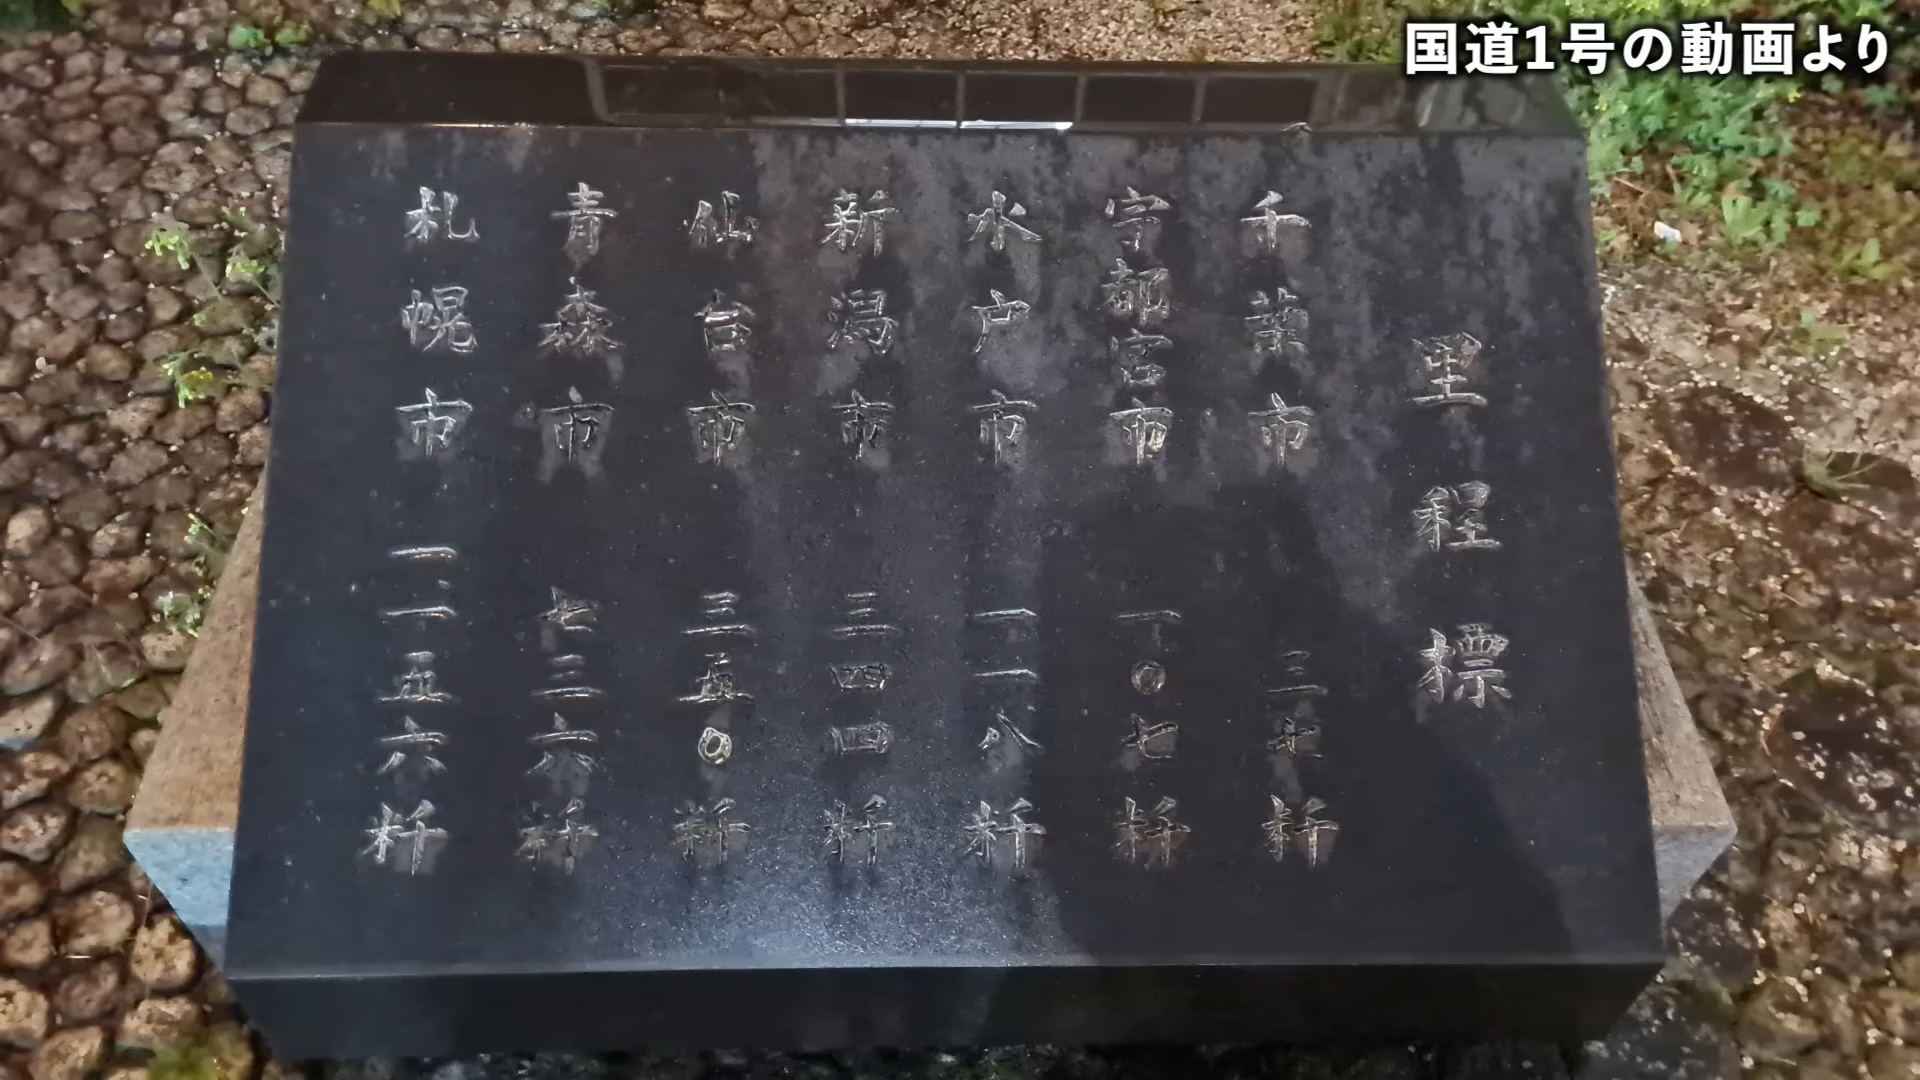 国道1号の動画より
里程標
千葉市 三七粁
宇都宮市 一〇七粁
水戸市 一一八粁
新潟市 三四四粁
仙台市 三五〇粁
青森市 七三六粁
札幌市 一、一五六粁